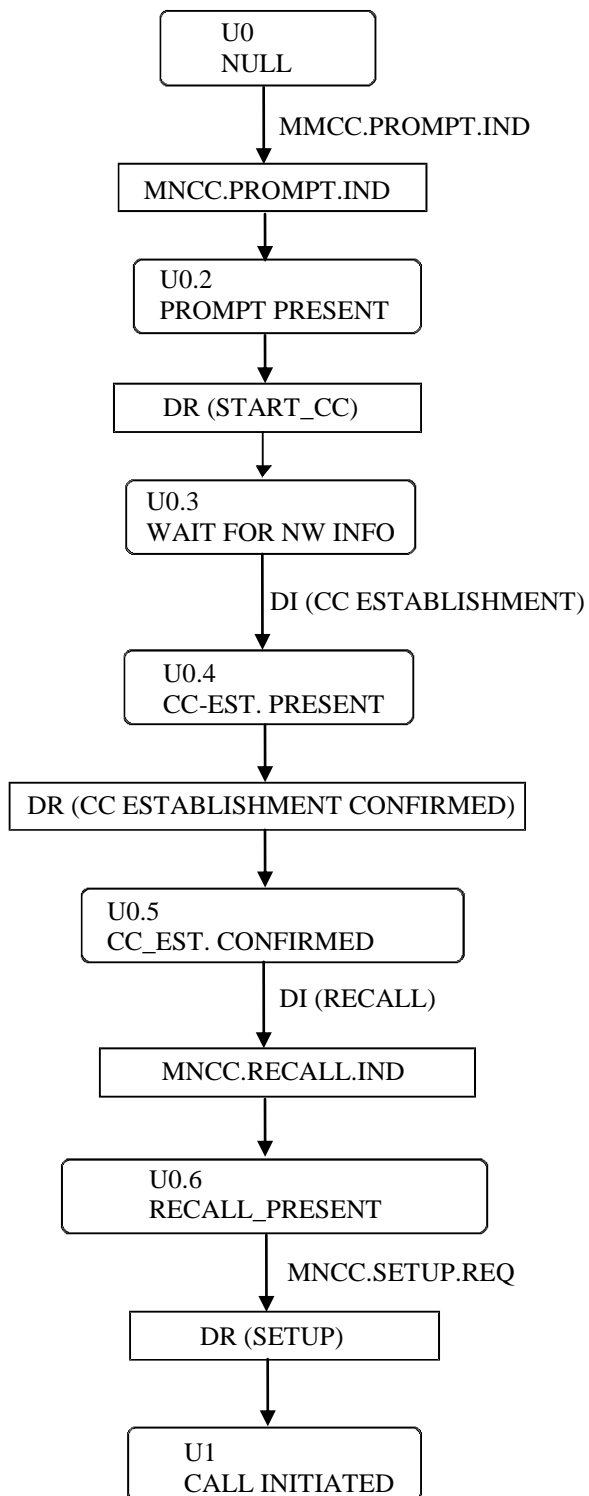 U0
NULL
MMCC.PROMPT.IND
MNCC.PROMPT.IND
U0.2
PROMPT PRESENT
DR (START_CC)
U0.3
WAIT FOR NW INFO
DI (CC ESTABLISHMENT)
U0.4
CC-EST. PRESENT
DR (CC ESTABLISHMENT CONFIRMED)
U0.5
CC_EST. CONFIRMED
DI (RECALL)
MNCC.RECALL.IND
U0.6
RECALL_PRESENT
MNCC.SETUP.REQ
DR (SETUP)
U1
CALL INITIATED